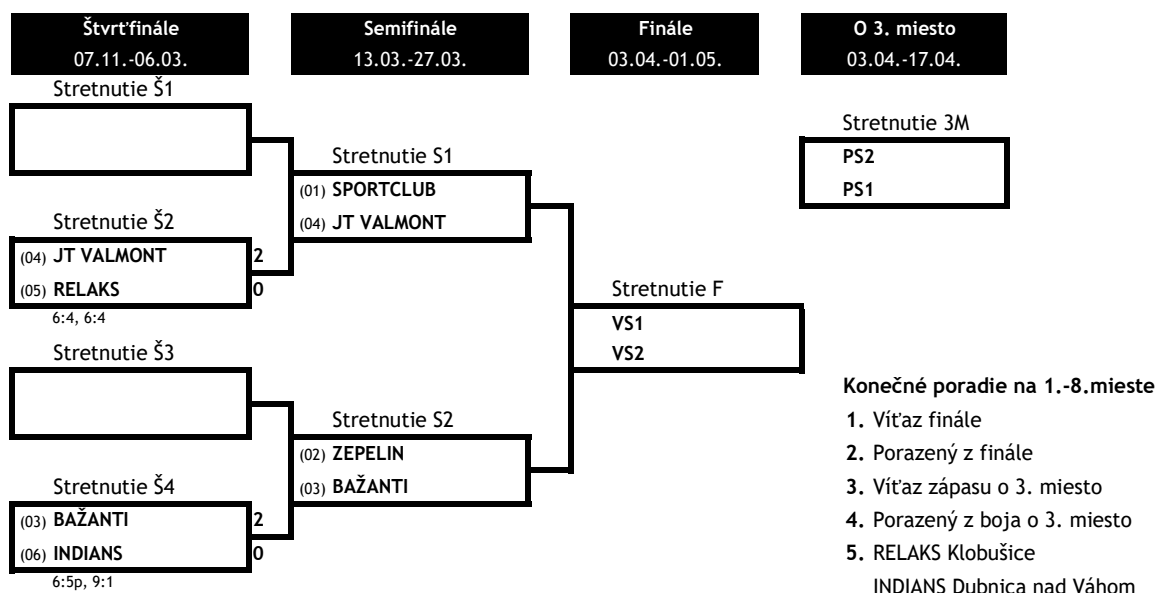 Štvrťfinále
07.11.-06.03.
Semifinále
13.03.-27.03.
Finále
03.04.-01.05.
O 3. miesto
03.04.-17.04.
Stretnutie Š1
Stretnutie Š2
(04) JT VALMONT 2
(05) RELAKS 0
6:4, 6:4
Stretnutie Š3
Stretnutie Š4
(03) BAŽANTI 2
(06) INDIANS 0
6:5p, 9:1
Stretnutie S1
(01) SPORTCLUB
(04) JT VALMONT
Stretnutie S2
(02) ZEPELIN
(03) BAŽANTI
Stretnutie F
VS1
VS2
Stretnutie 3M
PS2
PS1
Konečné poradie na 1.-8.mieste
1. Víťaz finále
2. Porazený z finále
3. Víťaz zápasu o 3. miesto
4. Porazený z boja o 3. miesto
5. RELAKS Klobušice
INDIANS Dubnica nad Váhom